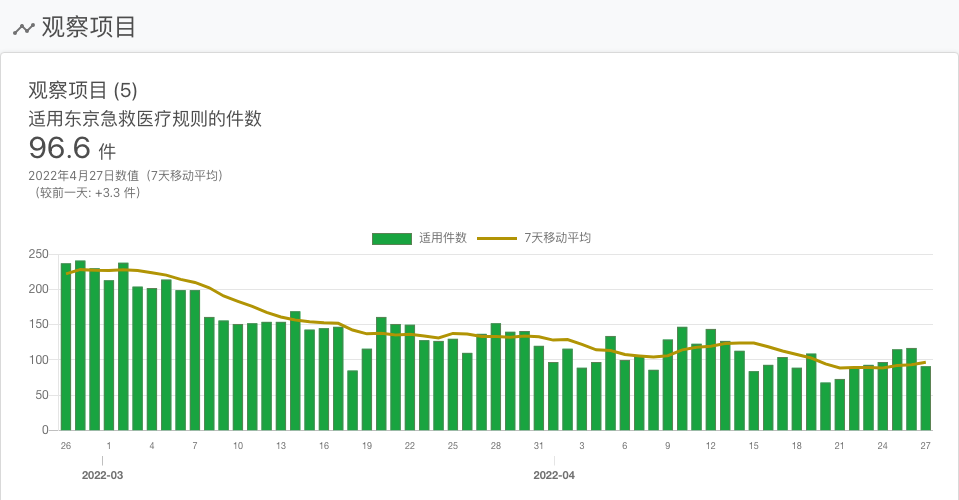 观察项目
观察项目 (5)
适用东京急救医疗规则的件数
96.6 件
2022年4月27日数值（7天移动平均）
（较前一天: +3.3 件）
适用件数 7天移动平均
250
200
150
100
50
0
26 1 4 7 10 13 16 19 22 25 28 31 3 6 9 12 15 18 21 24 27
2022-03 2022-04